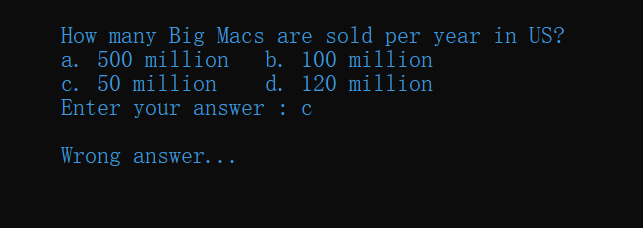 How many Big Macs are sold per year in US?
a. 500 million   b. 100 million
c. 50 million    d. 120 million
Enter your answer : c
Wrong answer...